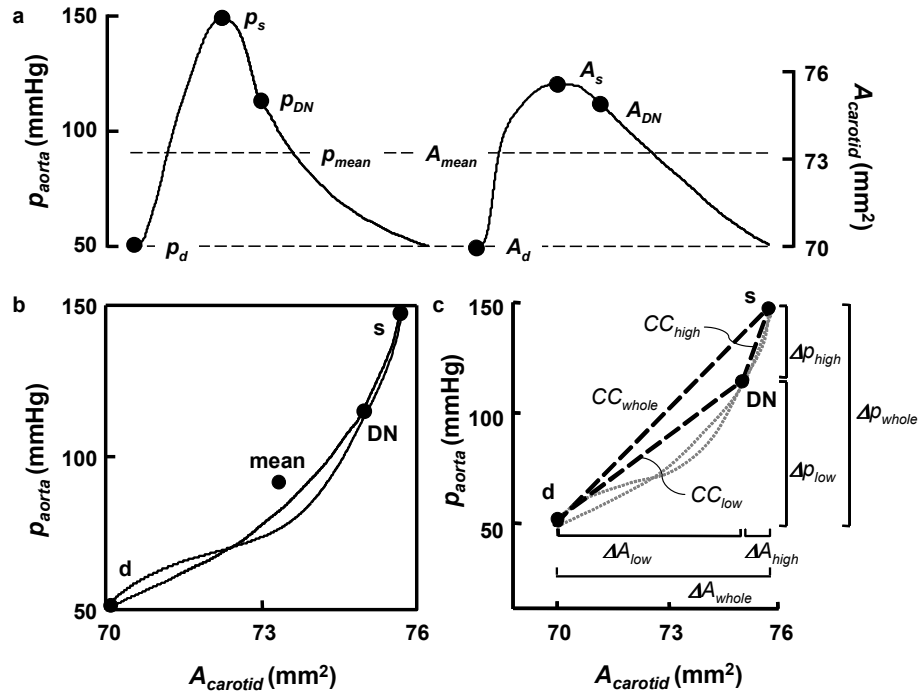 a
150
100
50
p_aorta (mmHg)
p_s
p_DN
p_mean
p_d
A_s
A_DN
A_mean
A_d
76
73
70
A_carotid (mm²)
b
150
100
50
p_aorta (mmHg)
s
DN
mean
d
70 73 76
A_carotid (mm²)
c
150
100
50
p_aorta (mmHg)
s
DN
d
CC_high
CC_whole
CC_low
Δp_high
Δp_whole
Δp_low
ΔA_low
ΔA_high
ΔA_whole
70 73 76
A_carotid (mm²)